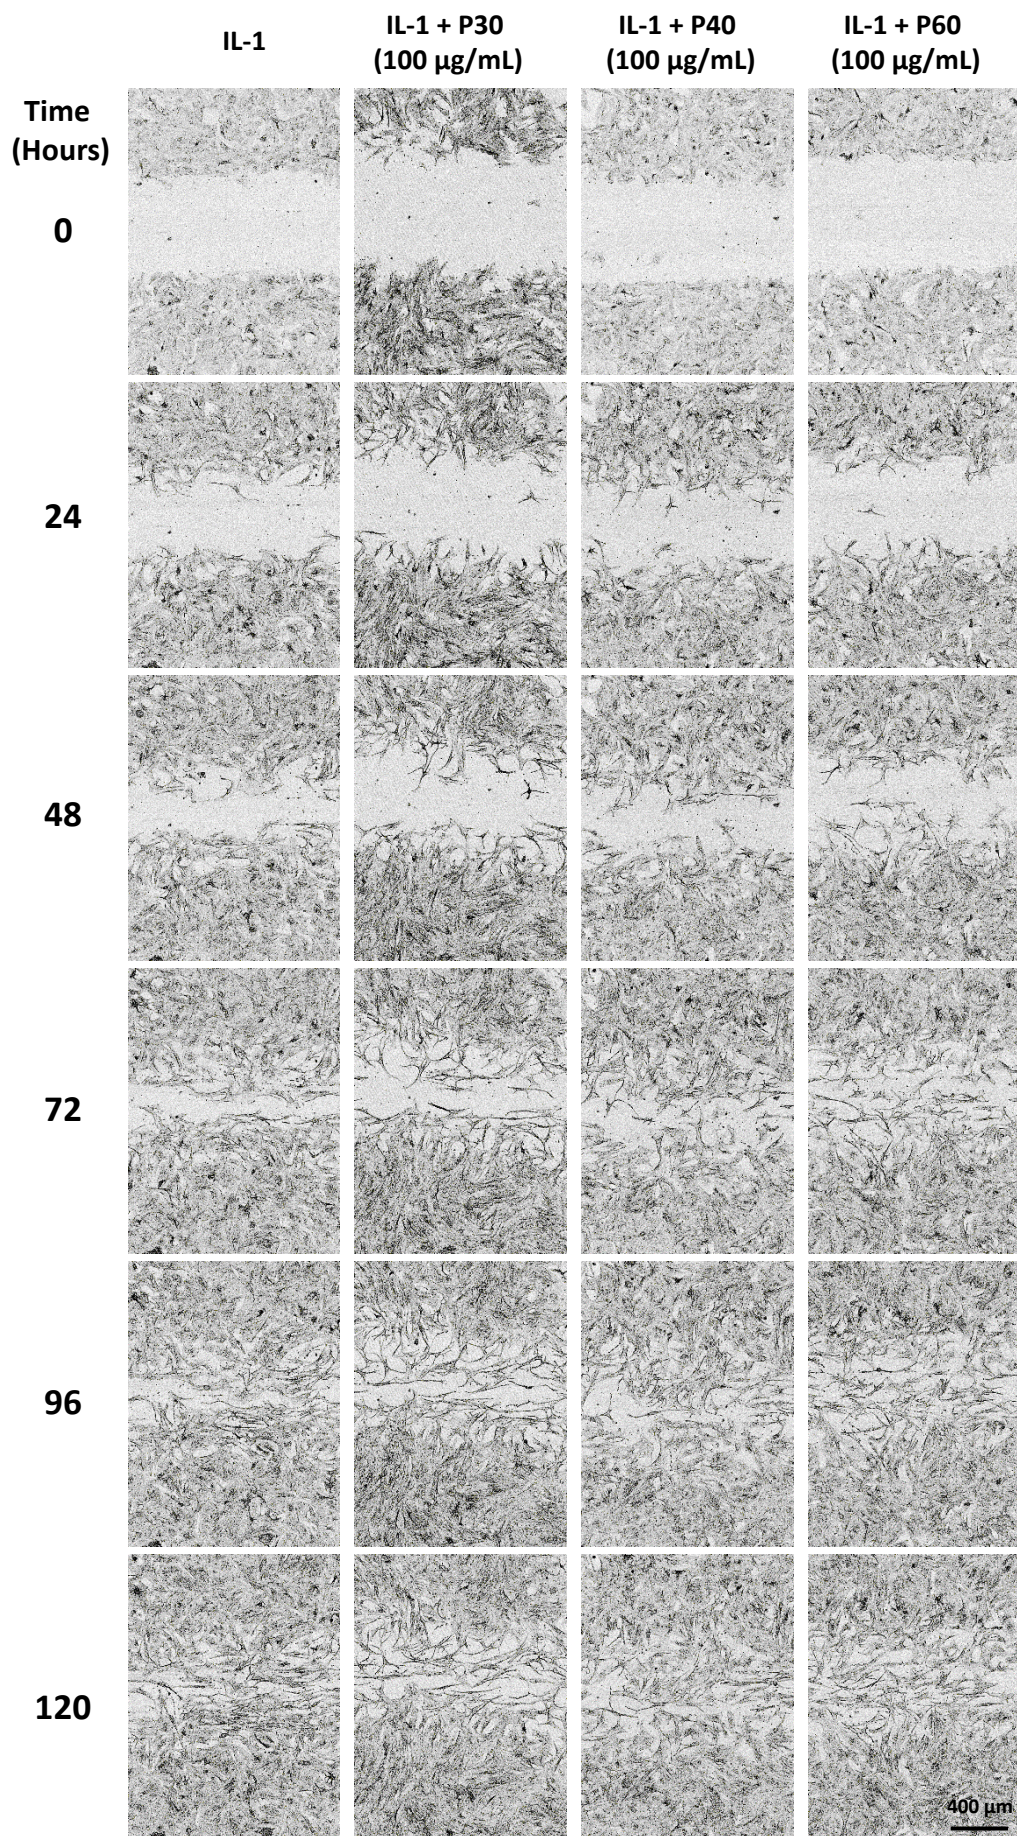 IL-1
IL-1 + P30
(100 µg/mL)
IL-1 + P40
(100 µg/mL)
IL-1 + P60
(100 µg/mL)
Time
(Hours)
0
24
48
72
96
120
400 µm